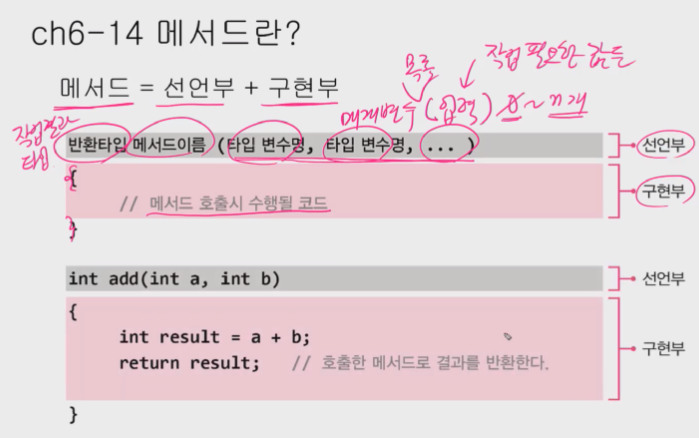 ch6-14 메서드란?
목록
작업 필요한 값들
메서드 = 선언부 + 구현부
매개변수 (입력) 0~n개
작업결과
타입
반환타입 메서드이름 (타입 변수명, 타입 변수명, ... )
선언부
{
// 메서드 호출시 수행될 코드
}
구현부
int add(int a, int b)
선언부
{
int result = a + b;
return result; // 호출한 메서드로 결과를 반환한다.
}
구현부